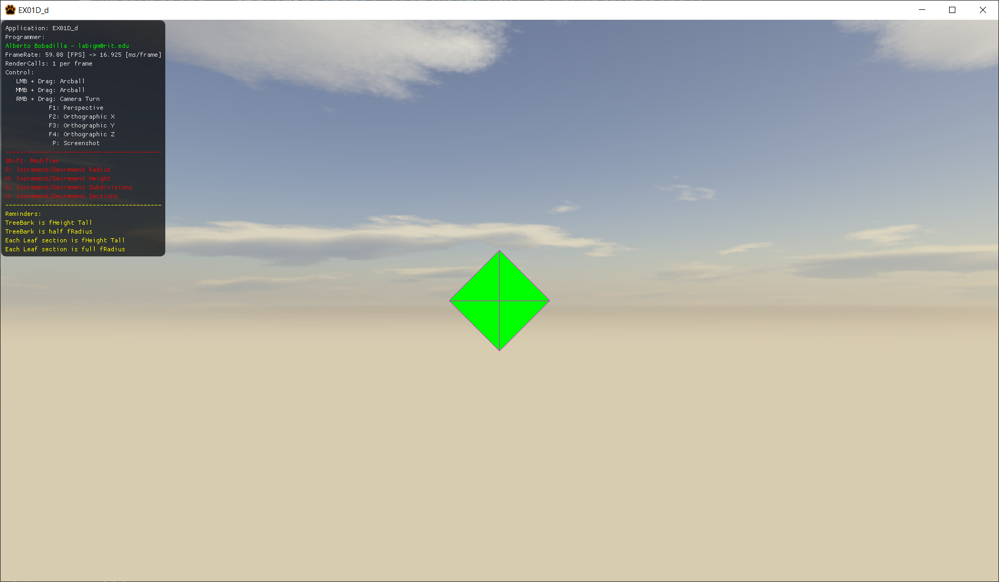 EX01D_d
Application: EX01D_d
Programmer:
Alberto Bobadilla - labigm@rit.edu
FrameRate: 59.08 [FPS] -> 16.925 [ms/frame]
RenderCalls: 1 per frame
Control:
LMB + Drag: Arcball
MMB + Drag: Arcball
RMB + Drag: Camera Turn
F1: Perspective
F2: Orthographic X
F3: Orthographic Y
F4: Orthographic Z
P: Screenshot
-------------------------------------------
Shift: Modifier
R: Increment/Decrement Radius
H: Increment/Decrement Height
S: Increment/Decrement Subdivisions
U: Increment/Decrement Sections
-------------------------------------------
Reminders:
TreeBark is fHeight Tall
TreeBark is half fRadius
Each Leaf section is fHeight Tall
Each Leaf section is full fRadius